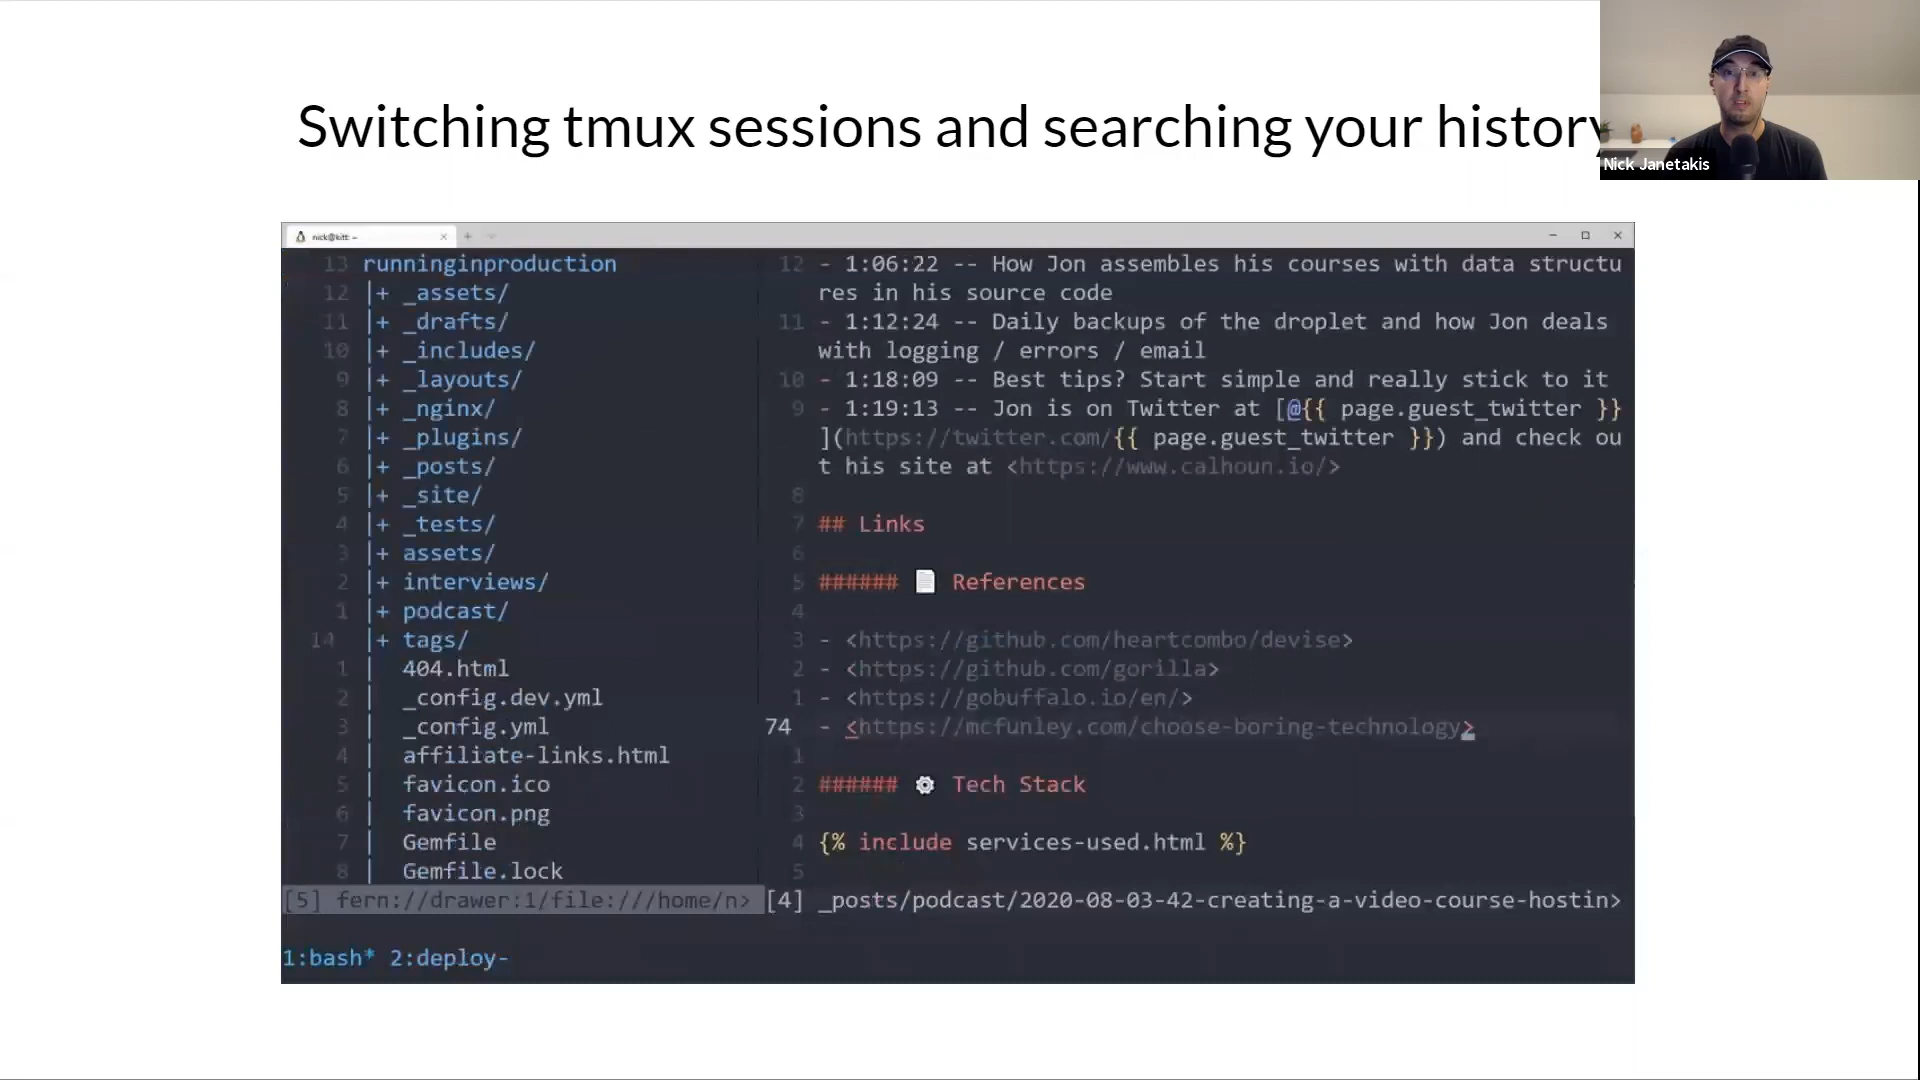 Switching tmux sessions and searching your history
Nick Janetakis
nick@kitt: ~
13 runninginproduction
12 |+ _assets/
11 |+ _drafts/
10 |+ _includes/
9 |+ _layouts/
8 |+ _nginx/
7 |+ _plugins/
6 |+ _posts/
5 |+ _site/
4 |+ _tests/
3 |+ assets/
2 |+ interviews/
1 |+ podcast/
14 |+ tags/
1 | 404.html
2 | _config.dev.yml
3 | _config.yml
4 | affiliate-links.html
5 | favicon.ico
6 | favicon.png
7 | Gemfile
8 | Gemfile.lock
[5] fern://drawer:1/file:///home/n>
12 - 1:06:22 -- How Jon assembles his courses with data structu
res in his source code
11 - 1:12:24 -- Daily backups of the droplet and how Jon deals
with logging / errors / email
10 - 1:18:09 -- Best tips? Start simple and really stick to it
9 - 1:19:13 -- Jon is on Twitter at [@{{ page.guest_twitter }}
](https://twitter.com/{{ page.guest_twitter }}) and check ou
t his site at <https://www.calhoun.io/>
8
7 ## Links
6
5 ###### 📄 References
4
3 - <https://github.com/heartcombo/devise>
2 - <https://github.com/gorilla>
1 - <https://gobuffalo.io/en/>
74 - <https://mcfunley.com/choose-boring-technology>
1
2 ###### ⚙ Tech Stack
3
4 {% include services-used.html %}
5
[4] _posts/podcast/2020-08-03-42-creating-a-video-course-hostin>
1:bash* 2:deploy-